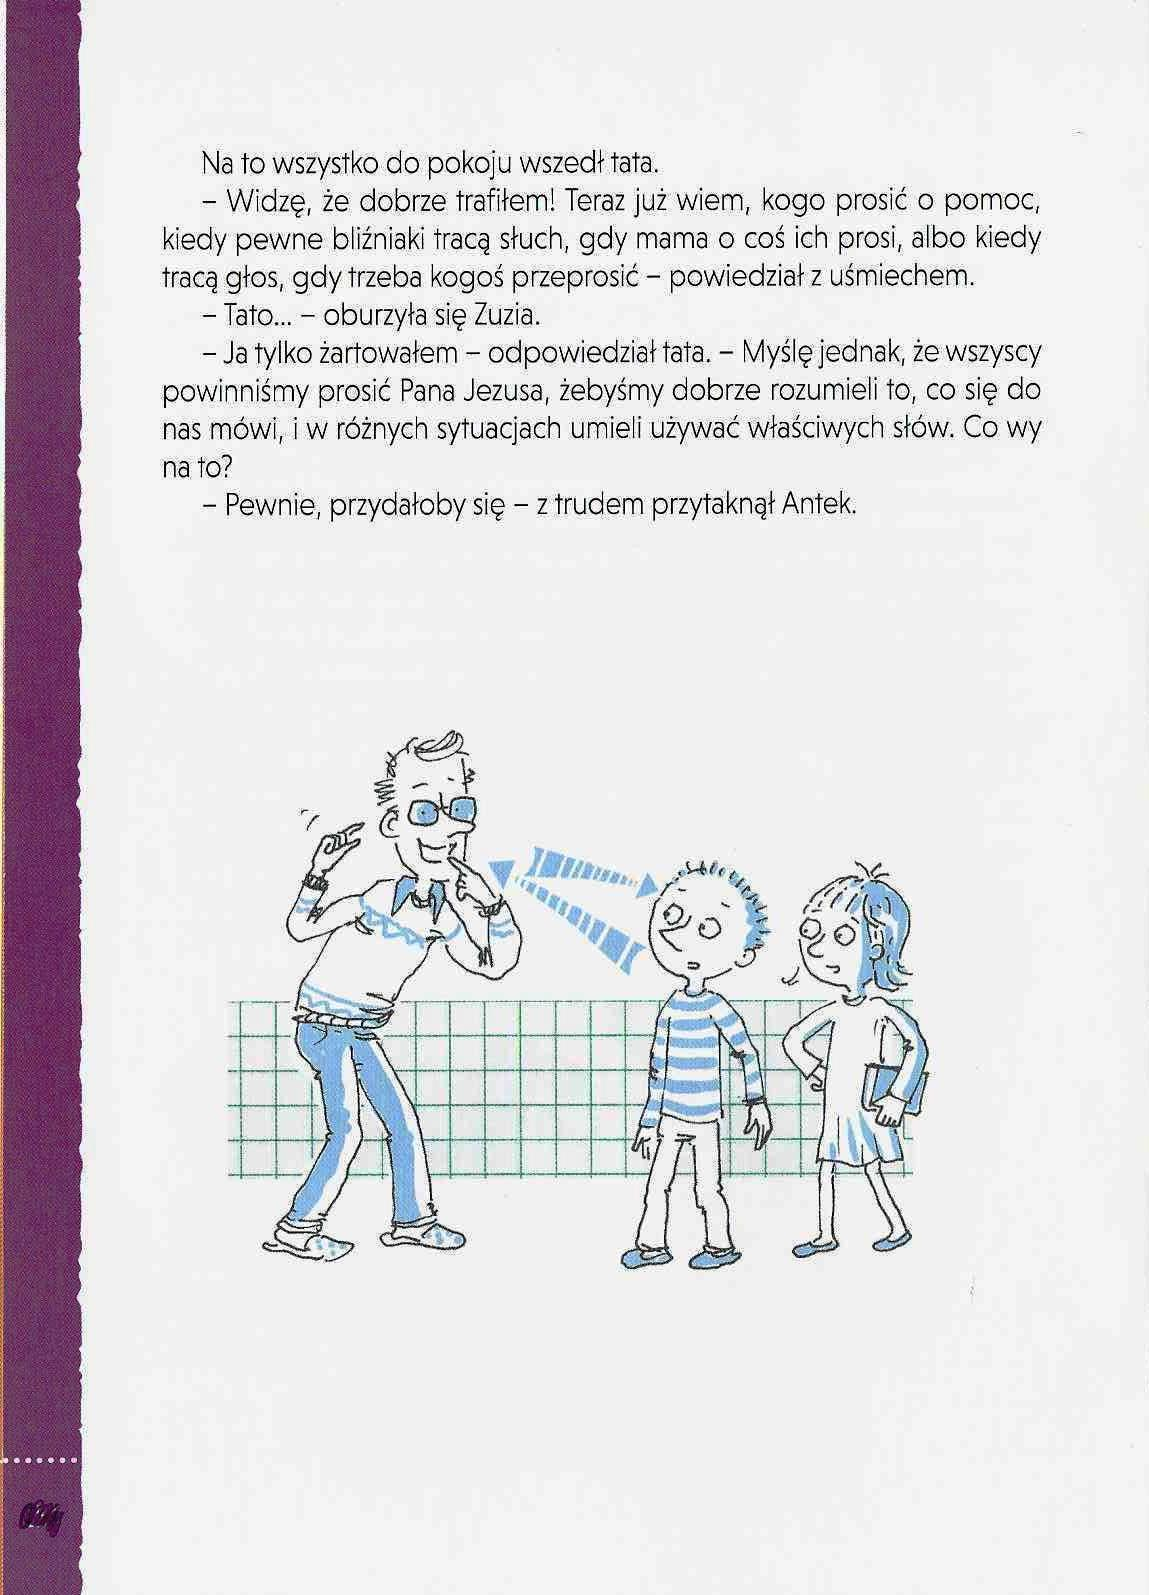 Na to wszystko do pokoju wszedł tata.
– Widzę, że dobrze trafiłem! Teraz już wiem, kogo prosić o pomoc,
kiedy pewne bliźniaki tracą słuch, gdy mama o coś ich prosi, albo kiedy
tracą głos, gdy trzeba kogoś przeprosić – powiedział z uśmiechem.
– Tato... – oburzyła się Zuzia.
– Ja tylko żartowałem – odpowiedział tata. – Myślę jednak, że wszyscy
powinniśmy prosić Pana Jezusa, żebyśmy dobrze rozumieli to, co się do
nas mówi, i w różnych sytuacjach umieli używać właściwych słów. Co wy
na to?
– Pewnie, przydałoby się – z trudem przytaknął Antek.